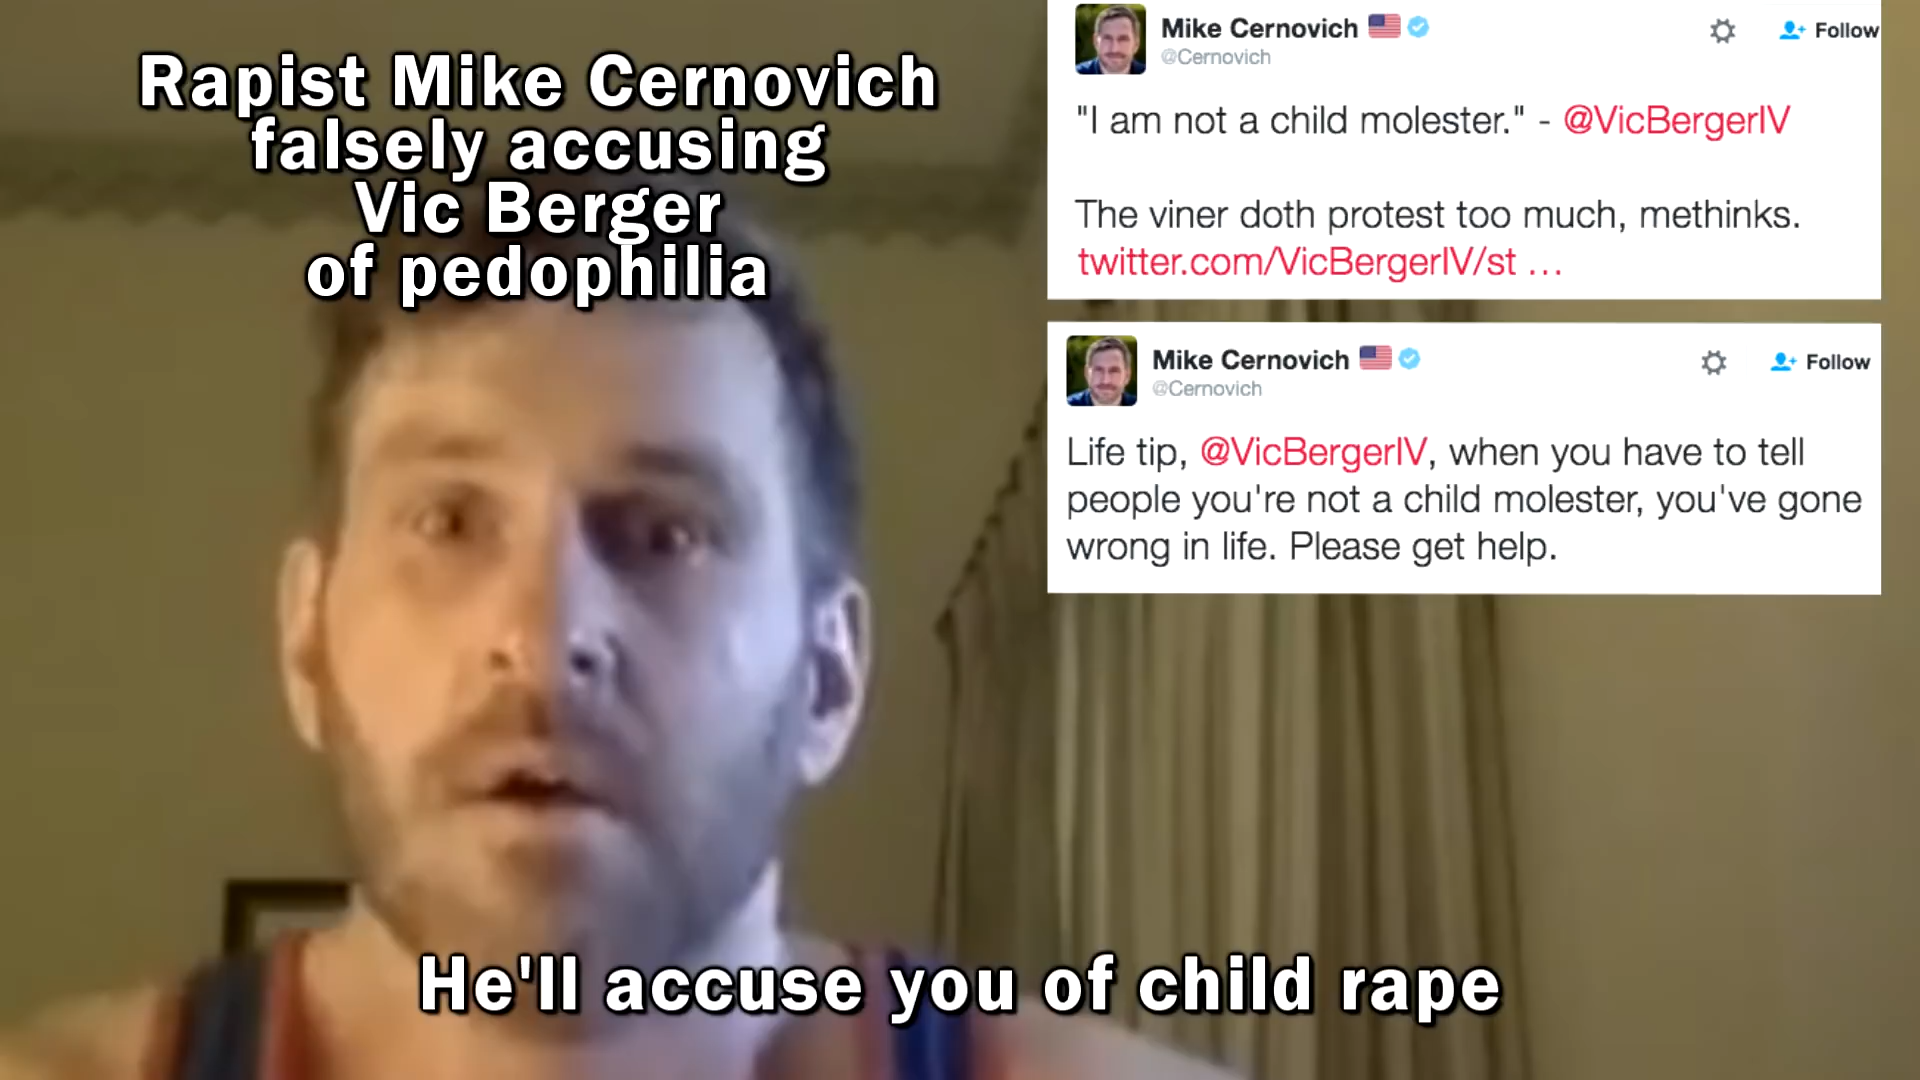 Rapist Mike Cernovich
falsely accusing
Vic Berger
of pedophilia
Mike Cernovich
@Cernovich
Follow
"I am not a child molester." - @VicBergerIV
The viner doth protest too much, methinks.
twitter.com/VicBergerIV/st ...
Mike Cernovich
@Cernovich
Follow
Life tip, @VicBergerIV, when you have to tell
people you're not a child molester, you've gone
wrong in life. Please get help.
He'll accuse you of child rape